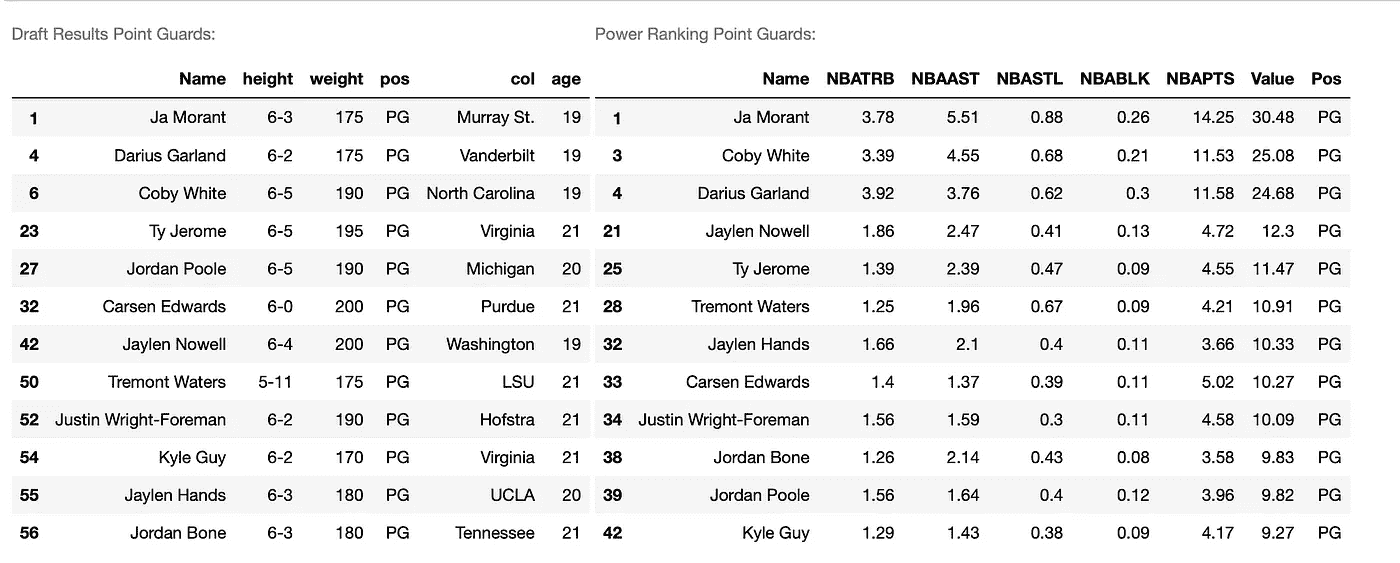 Draft Results Point Guards:
Name height weight pos col age
1 Ja Morant 6-3 175 PG Murray St. 19
4 Darius Garland 6-2 175 PG Vanderbilt 19
6 Coby White 6-5 190 PG North Carolina 19
23 Ty Jerome 6-5 195 PG Virginia 21
27 Jordan Poole 6-5 190 PG Michigan 20
32 Carsen Edwards 6-0 200 PG Purdue 21
42 Jaylen Nowell 6-4 200 PG Washington 19
50 Tremont Waters 5-11 175 PG LSU 21
52 Justin Wright-Foreman 6-2 190 PG Hofstra 21
54 Kyle Guy 6-2 170 PG Virginia 21
55 Jaylen Hands 6-3 180 PG UCLA 20
56 Jordan Bone 6-3 180 PG Tennessee 21
Power Ranking Point Guards:
Name NBATRB NBAAST NBASTL NBABLK NBAPTS Value Pos
1 Ja Morant 3.78 5.51 0.88 0.26 14.25 30.48 PG
3 Coby White 3.39 4.55 0.68 0.21 11.53 25.08 PG
4 Darius Garland 3.92 3.76 0.62 0.3 11.58 24.68 PG
21 Jaylen Nowell 1.86 2.47 0.41 0.13 4.72 12.3 PG
25 Ty Jerome 1.39 2.39 0.47 0.09 4.55 11.47 PG
28 Tremont Waters 1.25 1.96 0.67 0.09 4.21 10.91 PG
32 Jaylen Hands 1.66 2.1 0.4 0.11 3.66 10.33 PG
33 Carsen Edwards 1.4 1.37 0.39 0.11 5.02 10.27 PG
34 Justin Wright-Foreman 1.56 1.59 0.3 0.11 4.58 10.09 PG
38 Jordan Bone 1.26 2.14 0.43 0.08 3.58 9.83 PG
39 Jordan Poole 1.56 1.64 0.4 0.12 3.96 9.82 PG
42 Kyle Guy 1.29 1.43 0.38 0.09 4.17 9.27 PG